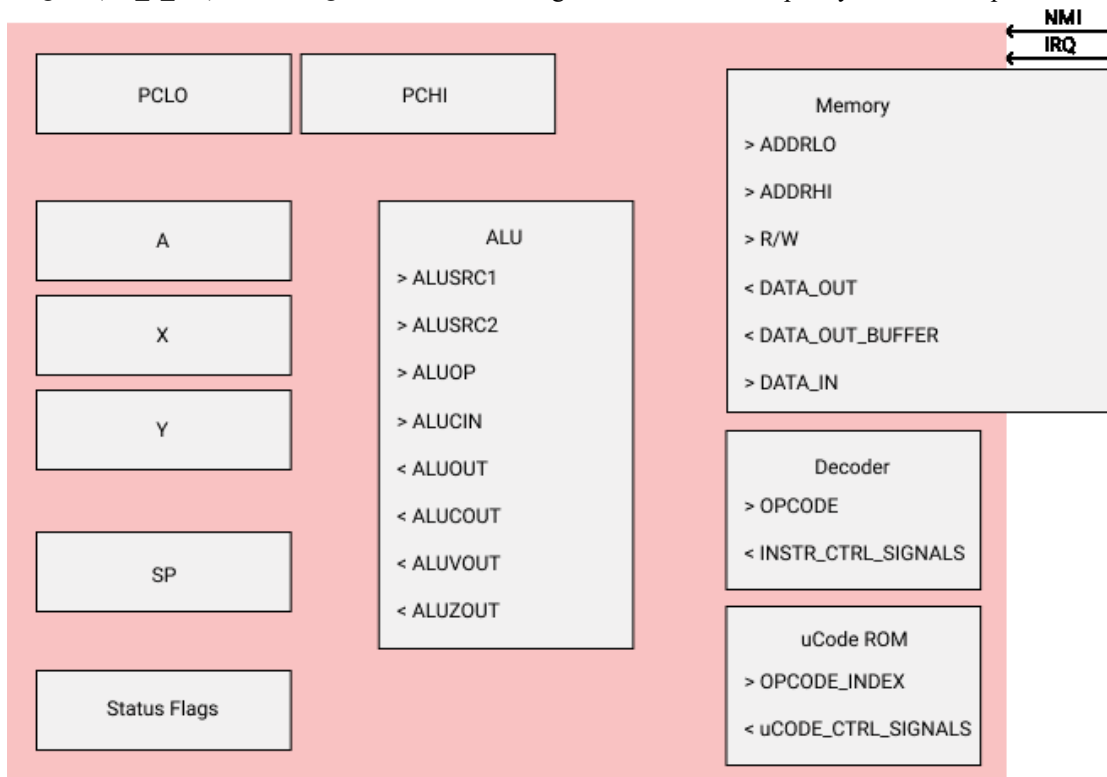 NMI
IRQ
PCLO
PCHI
Memory
> ADDRLO
> ADDRHI
> R/W
< DATA_OUT
< DATA_OUT_BUFFER
> DATA_IN
A
X
Y
SP
Status Flags
ALU
> ALUSRC1
> ALUSRC2
> ALUOP
> ALUCIN
< ALUOUT
< ALUCOUT
< ALUVOUT
< ALUZOUT
Decoder
> OPCODE
< INSTR_CTRL_SIGNALS
uCode ROM
> OPCODE_INDEX
< uCODE_CTRL_SIGNALS